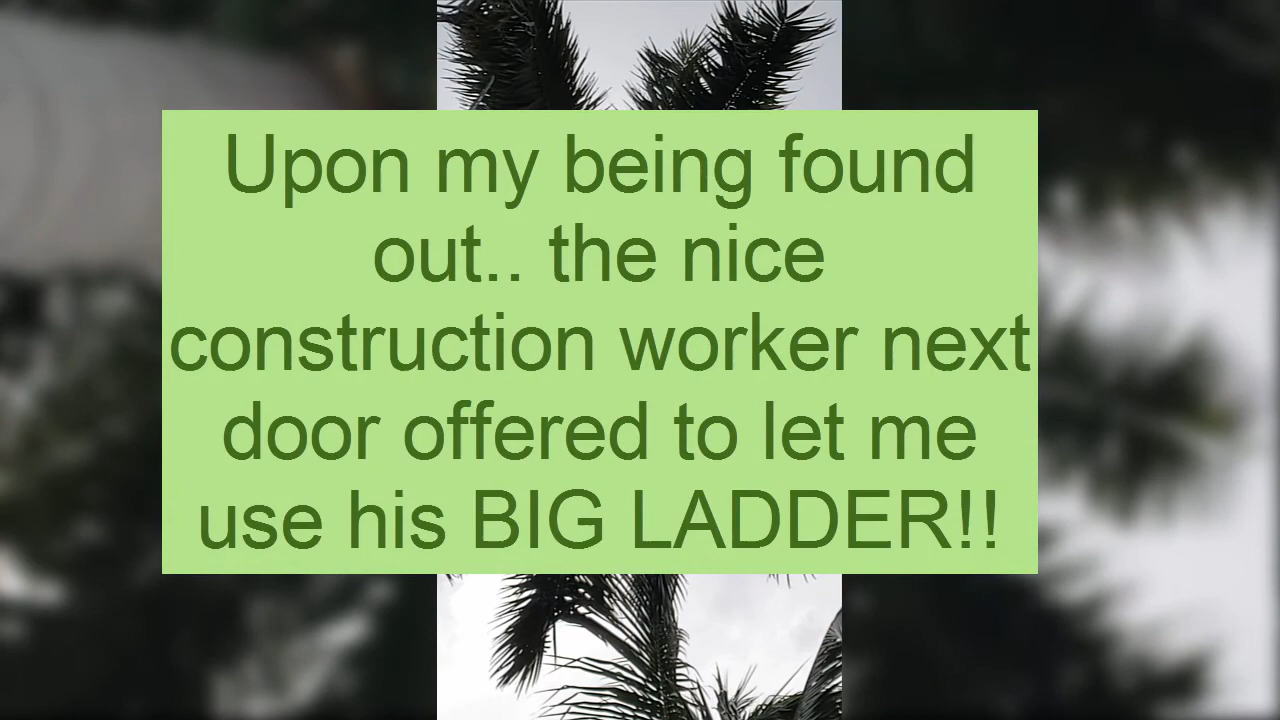 Upon my being found
out.. the nice
construction worker next
door offered to let me
use his BIG LADDER!!